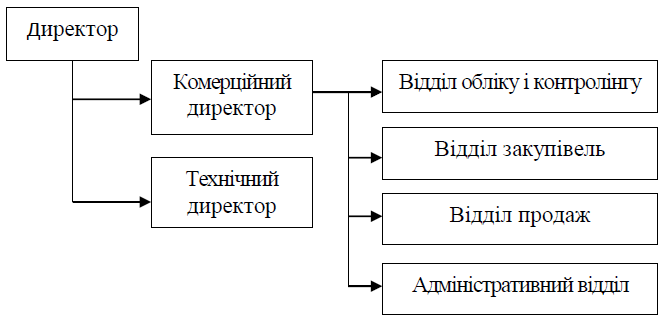 Директор
Комерційний
директор
Технічний
директор
Відділ обліку і контролінгу
Відділ закупівель
Відділ продаж
Адміністративний відділ